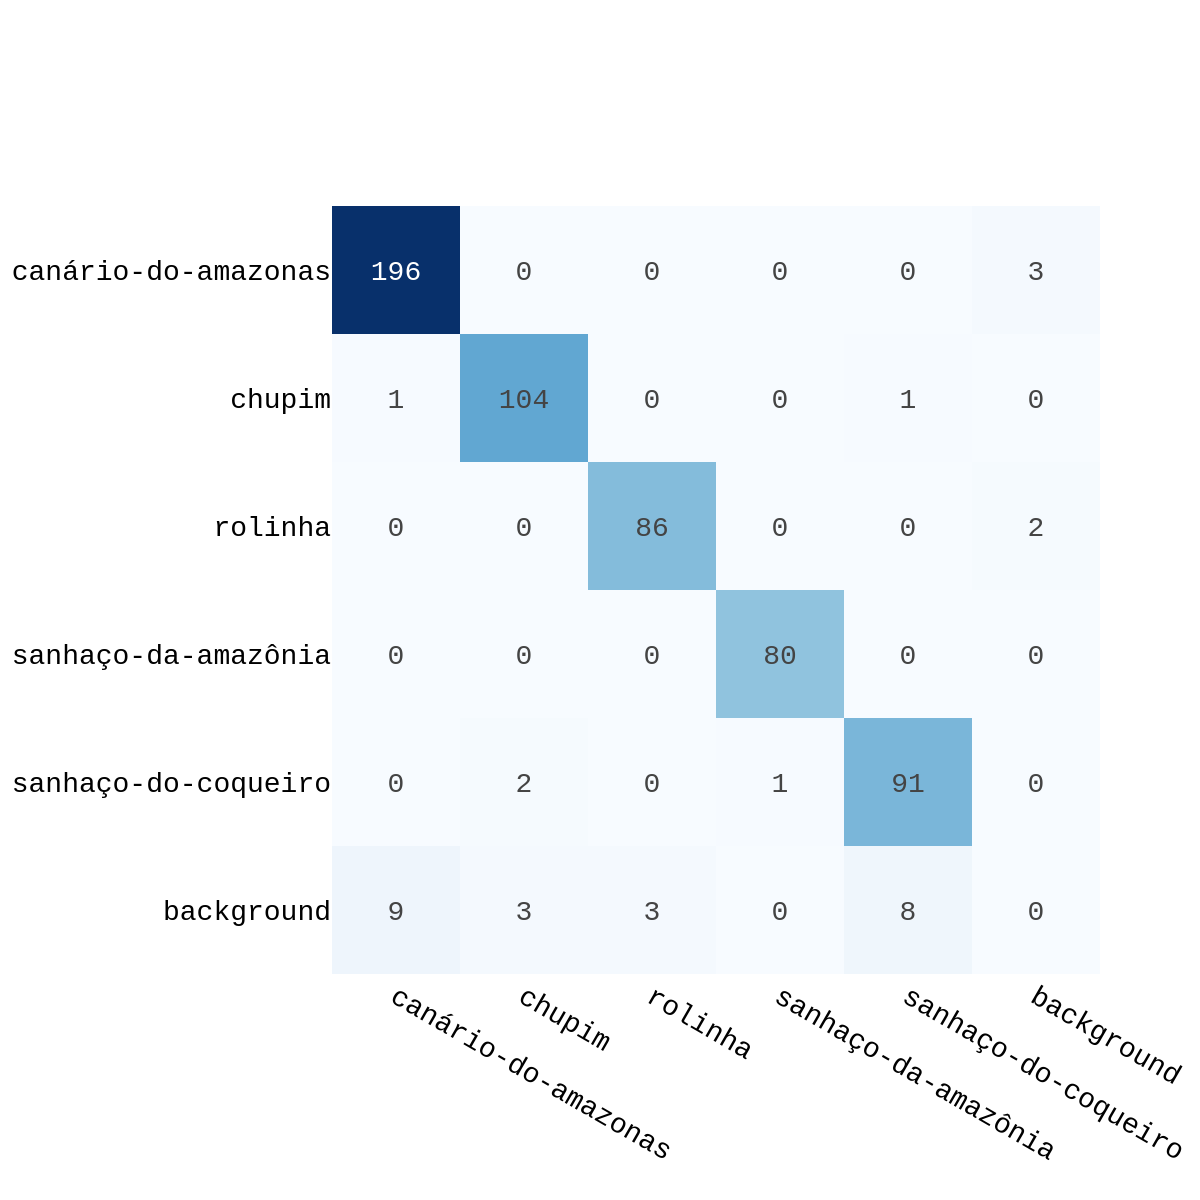 canário-do-amazonas 196 0 0 0 0 3
chupim 1 104 0 0 1 0
rolinha 0 0 86 0 0 2
sanhaço-da-amazônia 0 0 0 80 0 0
sanhaço-do-coqueiro 0 2 0 1 91 0
background 9 3 3 0 8 0
canário-do-amazonas
chupim
rolinha
sanhaço-da-amazônia
sanhaço-do-coqueiro
background